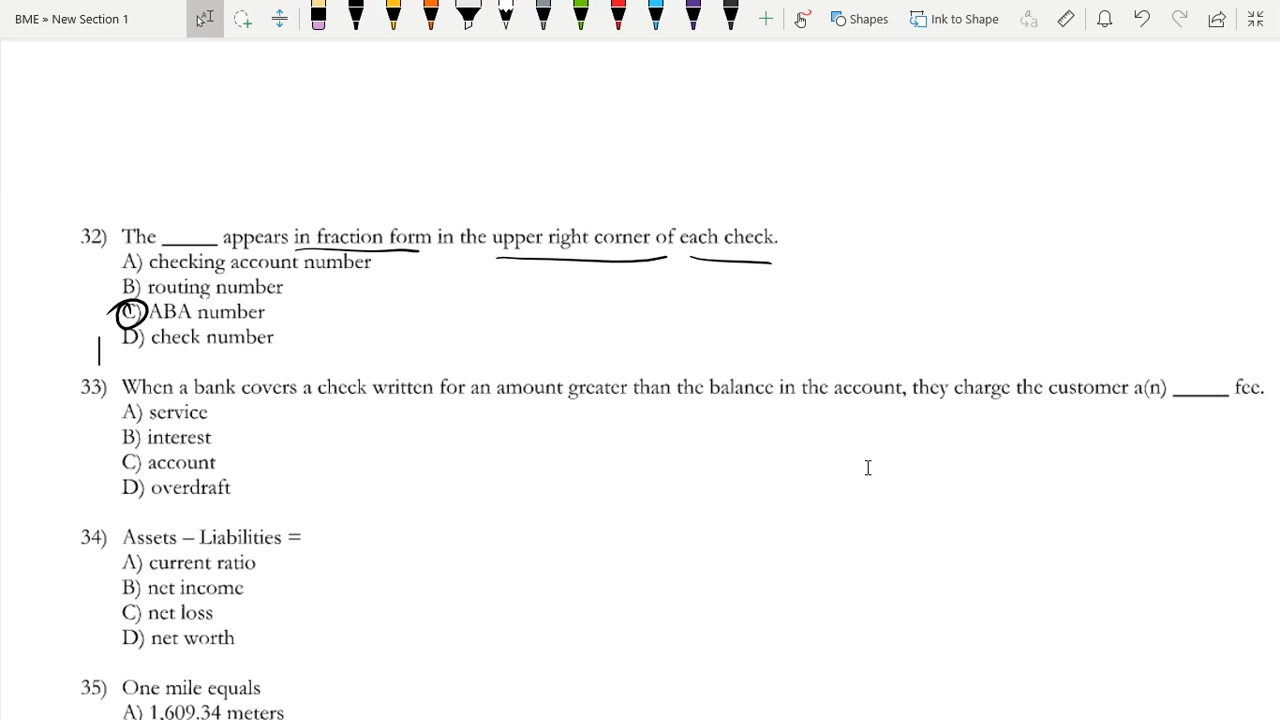 BME » New Section 1
Shapes
Ink to Shape
32) The _____ appears in fraction form in the upper right corner of each check.
A) checking account number
B) routing number
C) ABA number
D) check number
33) When a bank covers a check written for an amount greater than the balance in the account, they charge the customer a(n) _____ fee.
A) service
B) interest
C) account
D) overdraft
34) Assets – Liabilities =
A) current ratio
B) net income
C) net loss
D) net worth
35) One mile equals
A) 1,609.34 meters